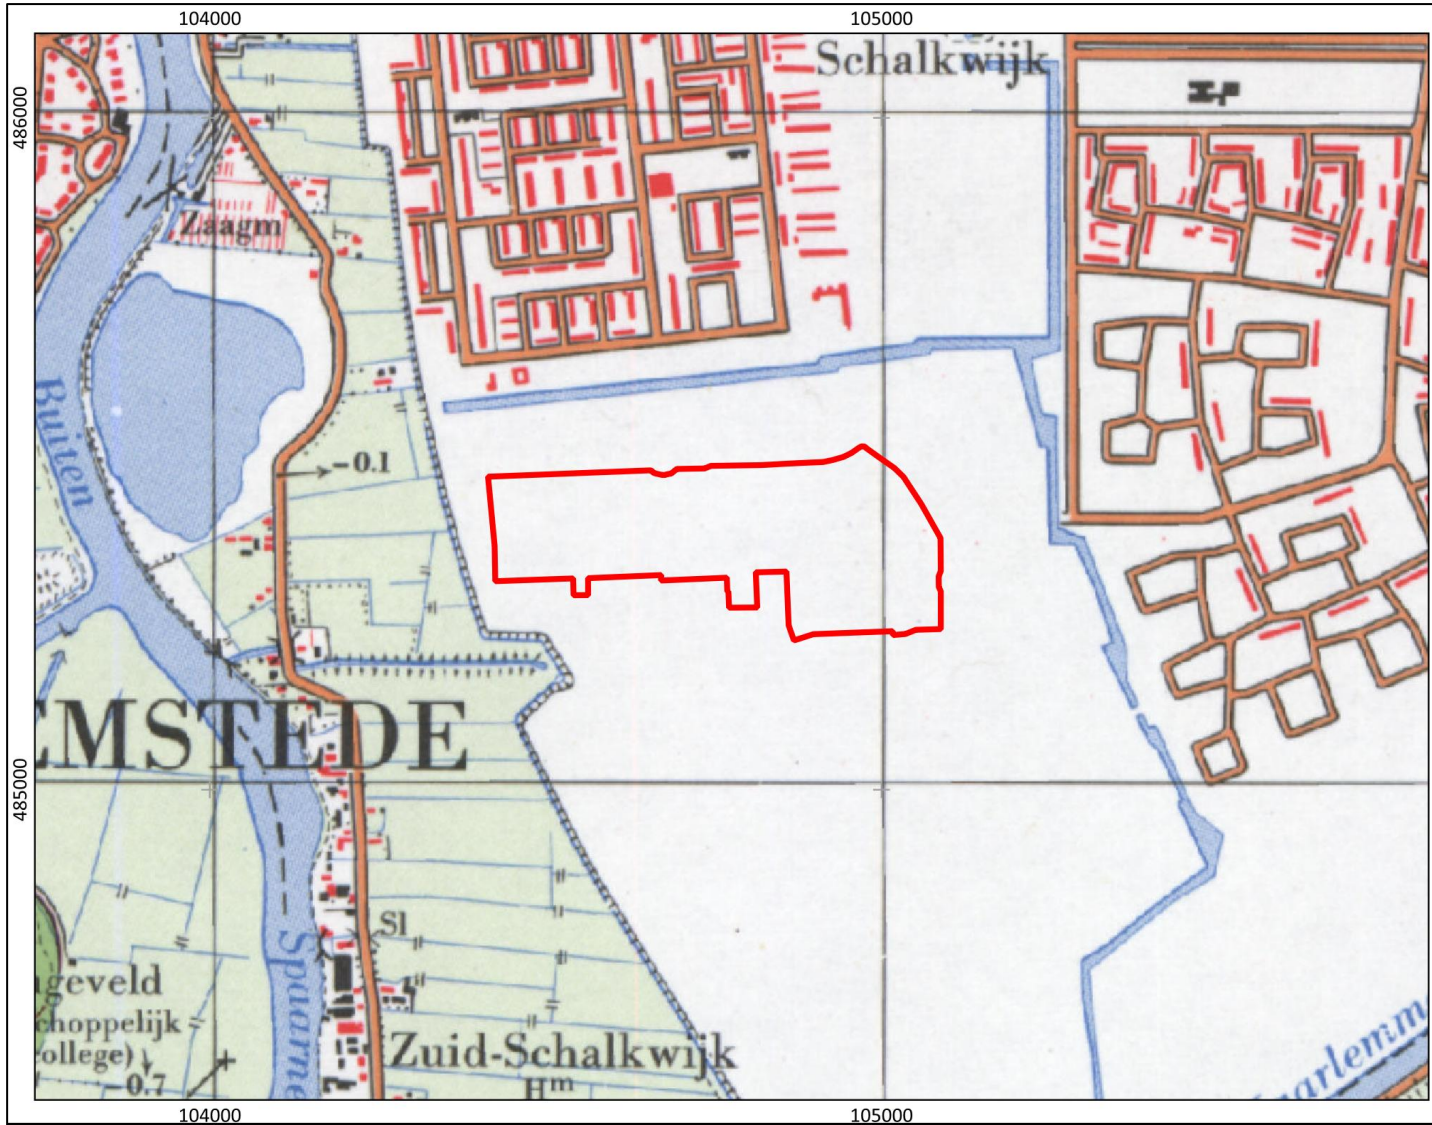 104000
105000
Schalkwijk
486000
Zaagm
Buiten
-0.1
EMSTEDE
485000
Sl
Spaarne
geveld
choppelijk
college)
-0.7
Zuid-Schalkwijk
Hm
aarlemm
104000
105000